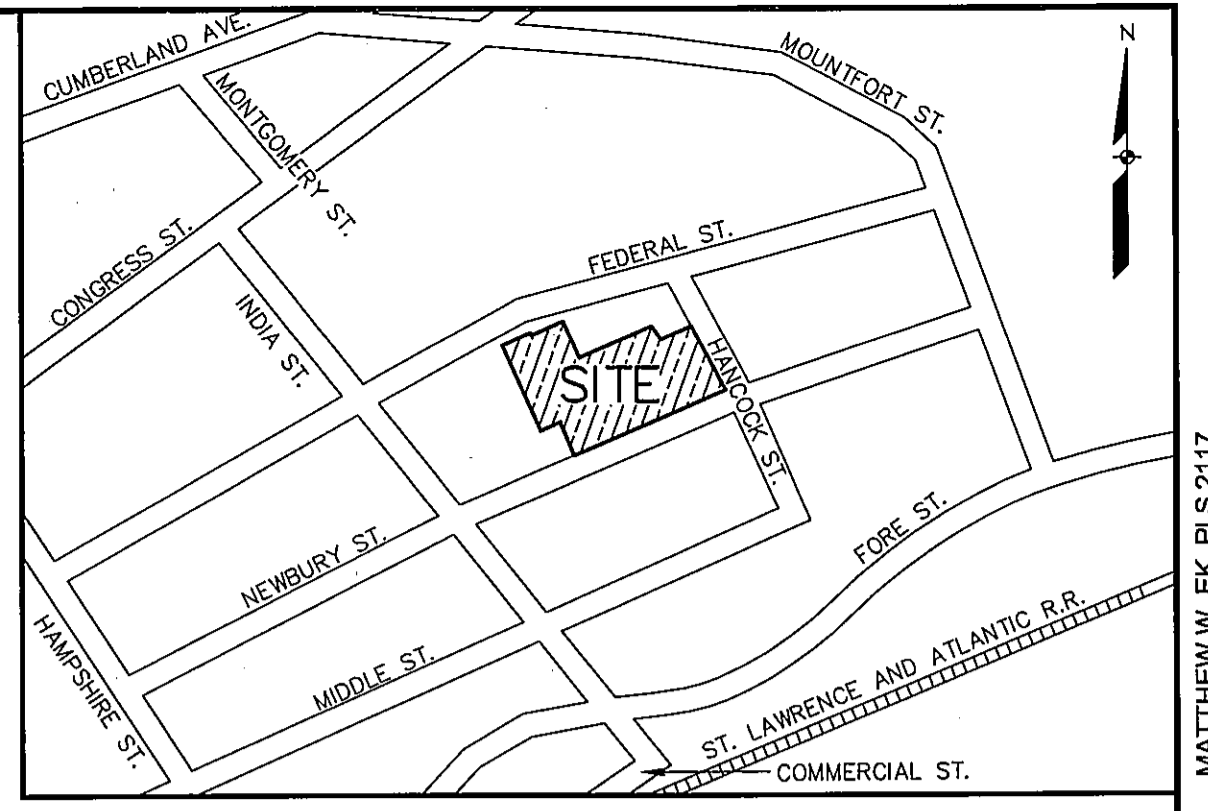 CUMBERLAND AVE.
MONTGOMERY ST.
MOUNTFORT ST.
N
CONGRESS ST.
INDIA ST.
FEDERAL ST.
SITE
HANCOCK ST.
NEWBURY ST.
FORE ST.
HAMPSHIRE ST.
MIDDLE ST.
ST. LAWRENCE AND ATLANTIC R.R.
COMMERCIAL ST.
MATTHEW W. EK, PLS 2117